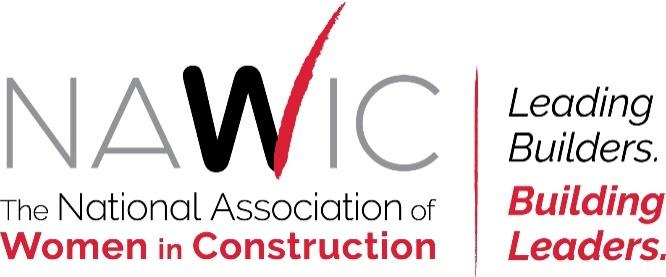 NAWIC
The National Association of
Women in Construction
Leading
Builders.
Building
Leaders.